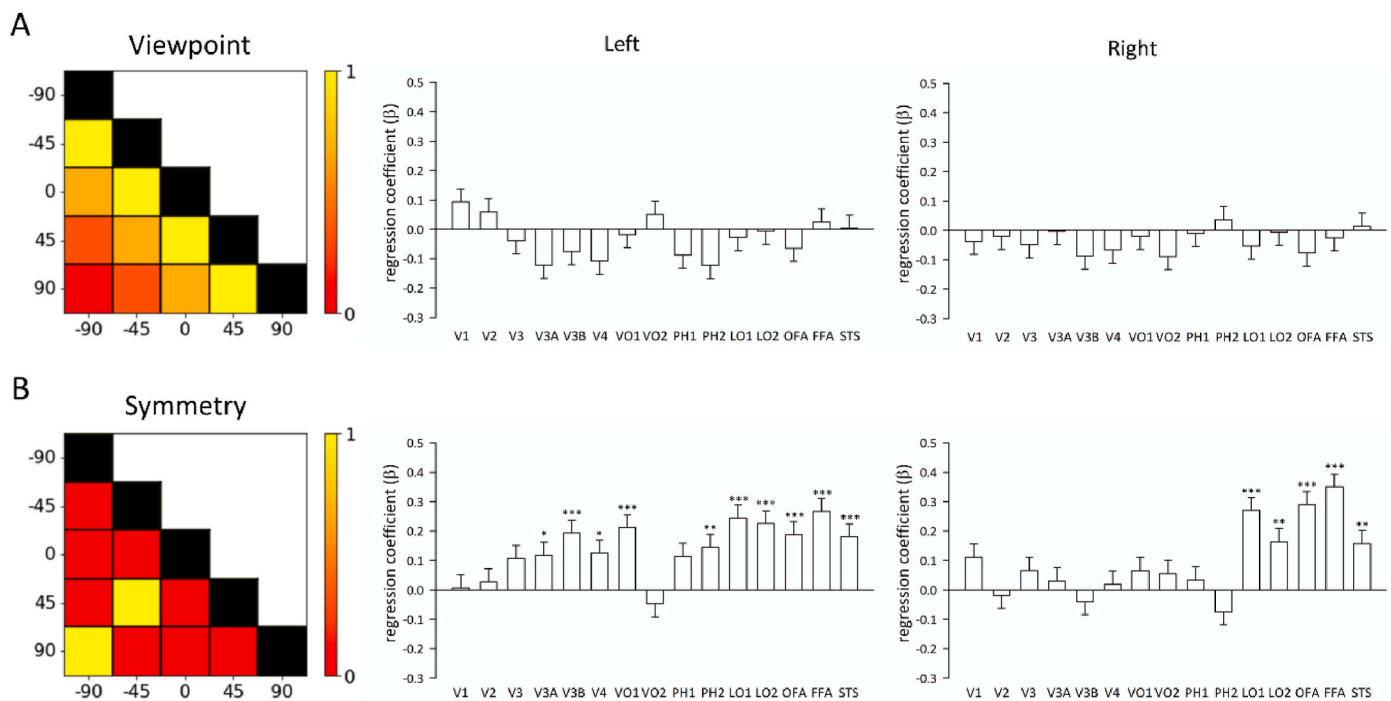 A
Viewpoint
Left
Right
-90
-45
0
45
90
-90 -45 0 45 90
1
0
regression coefficient (β)
0.5
0.4
0.3
0.2
0.1
0.0
-0.1
-0.2
-0.3
V1 V2 V3 V3A V3B V4 VO1 VO2 PH1 PH2 LO1 LO2 OFA FFA STS
regression coefficient (β)
0.5
0.4
0.3
0.2
0.1
0.0
-0.1
-0.2
-0.3
V1 V2 V3 V3A V3B V4 VO1 VO2 PH1 PH2 LO1 LO2 OFA FFA STS
B
Symmetry
-90
-45
0
45
90
-90 -45 0 45 90
1
0
regression coefficient (β)
0.5
0.4
0.3
0.2
0.1
0.0
-0.1
-0.2
-0.3
* *** * *** ** *** *** *** *** ***
V1 V2 V3 V3A V3B V4 VO1 VO2 PH1 PH2 LO1 LO2 OFA FFA STS
regression coefficient (β)
0.5
0.4
0.3
0.2
0.1
0.0
-0.1
-0.2
-0.3
*** ** *** *** **
V1 V2 V3 V3A V3B V4 VO1 VO2 PH1 PH2 LO1 LO2 OFA FFA STS